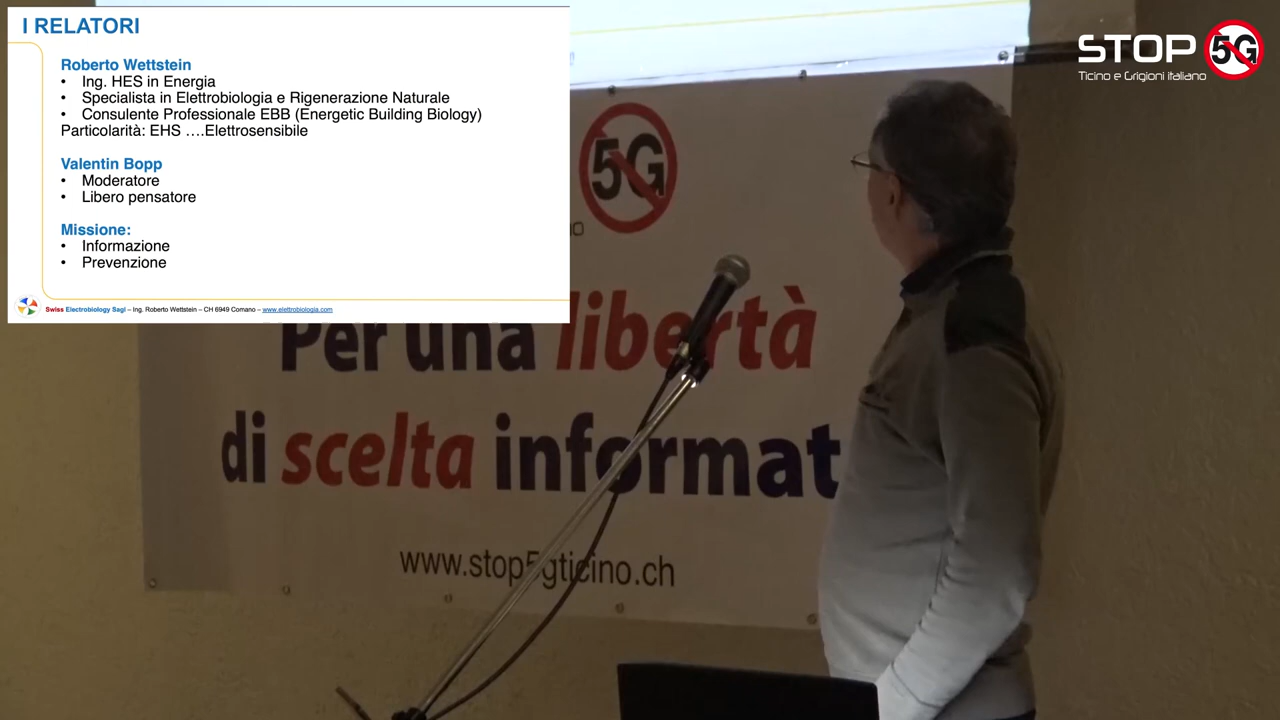 I RELATORI
Roberto Wettstein
• Ing. HES in Energia
• Specialista in Elettrobiologia e Rigenerazione Naturale
• Consulente Professionale EBB (Energetic Building Biology)
Particolarità: EHS ….Elettrosensibile
Valentin Bopp
• Moderatore
• Libero pensatore
Missione:
• Informazione
• Prevenzione
Swiss Electrobiology Sagl – Ing. Roberto Wettstein – CH 6949 Comano – www.elettrobiologia.com
STOP 5G
Ticino e Grigioni italiano
5G
no
Per una libertà
di scelta informat
www.stop5gticino.ch